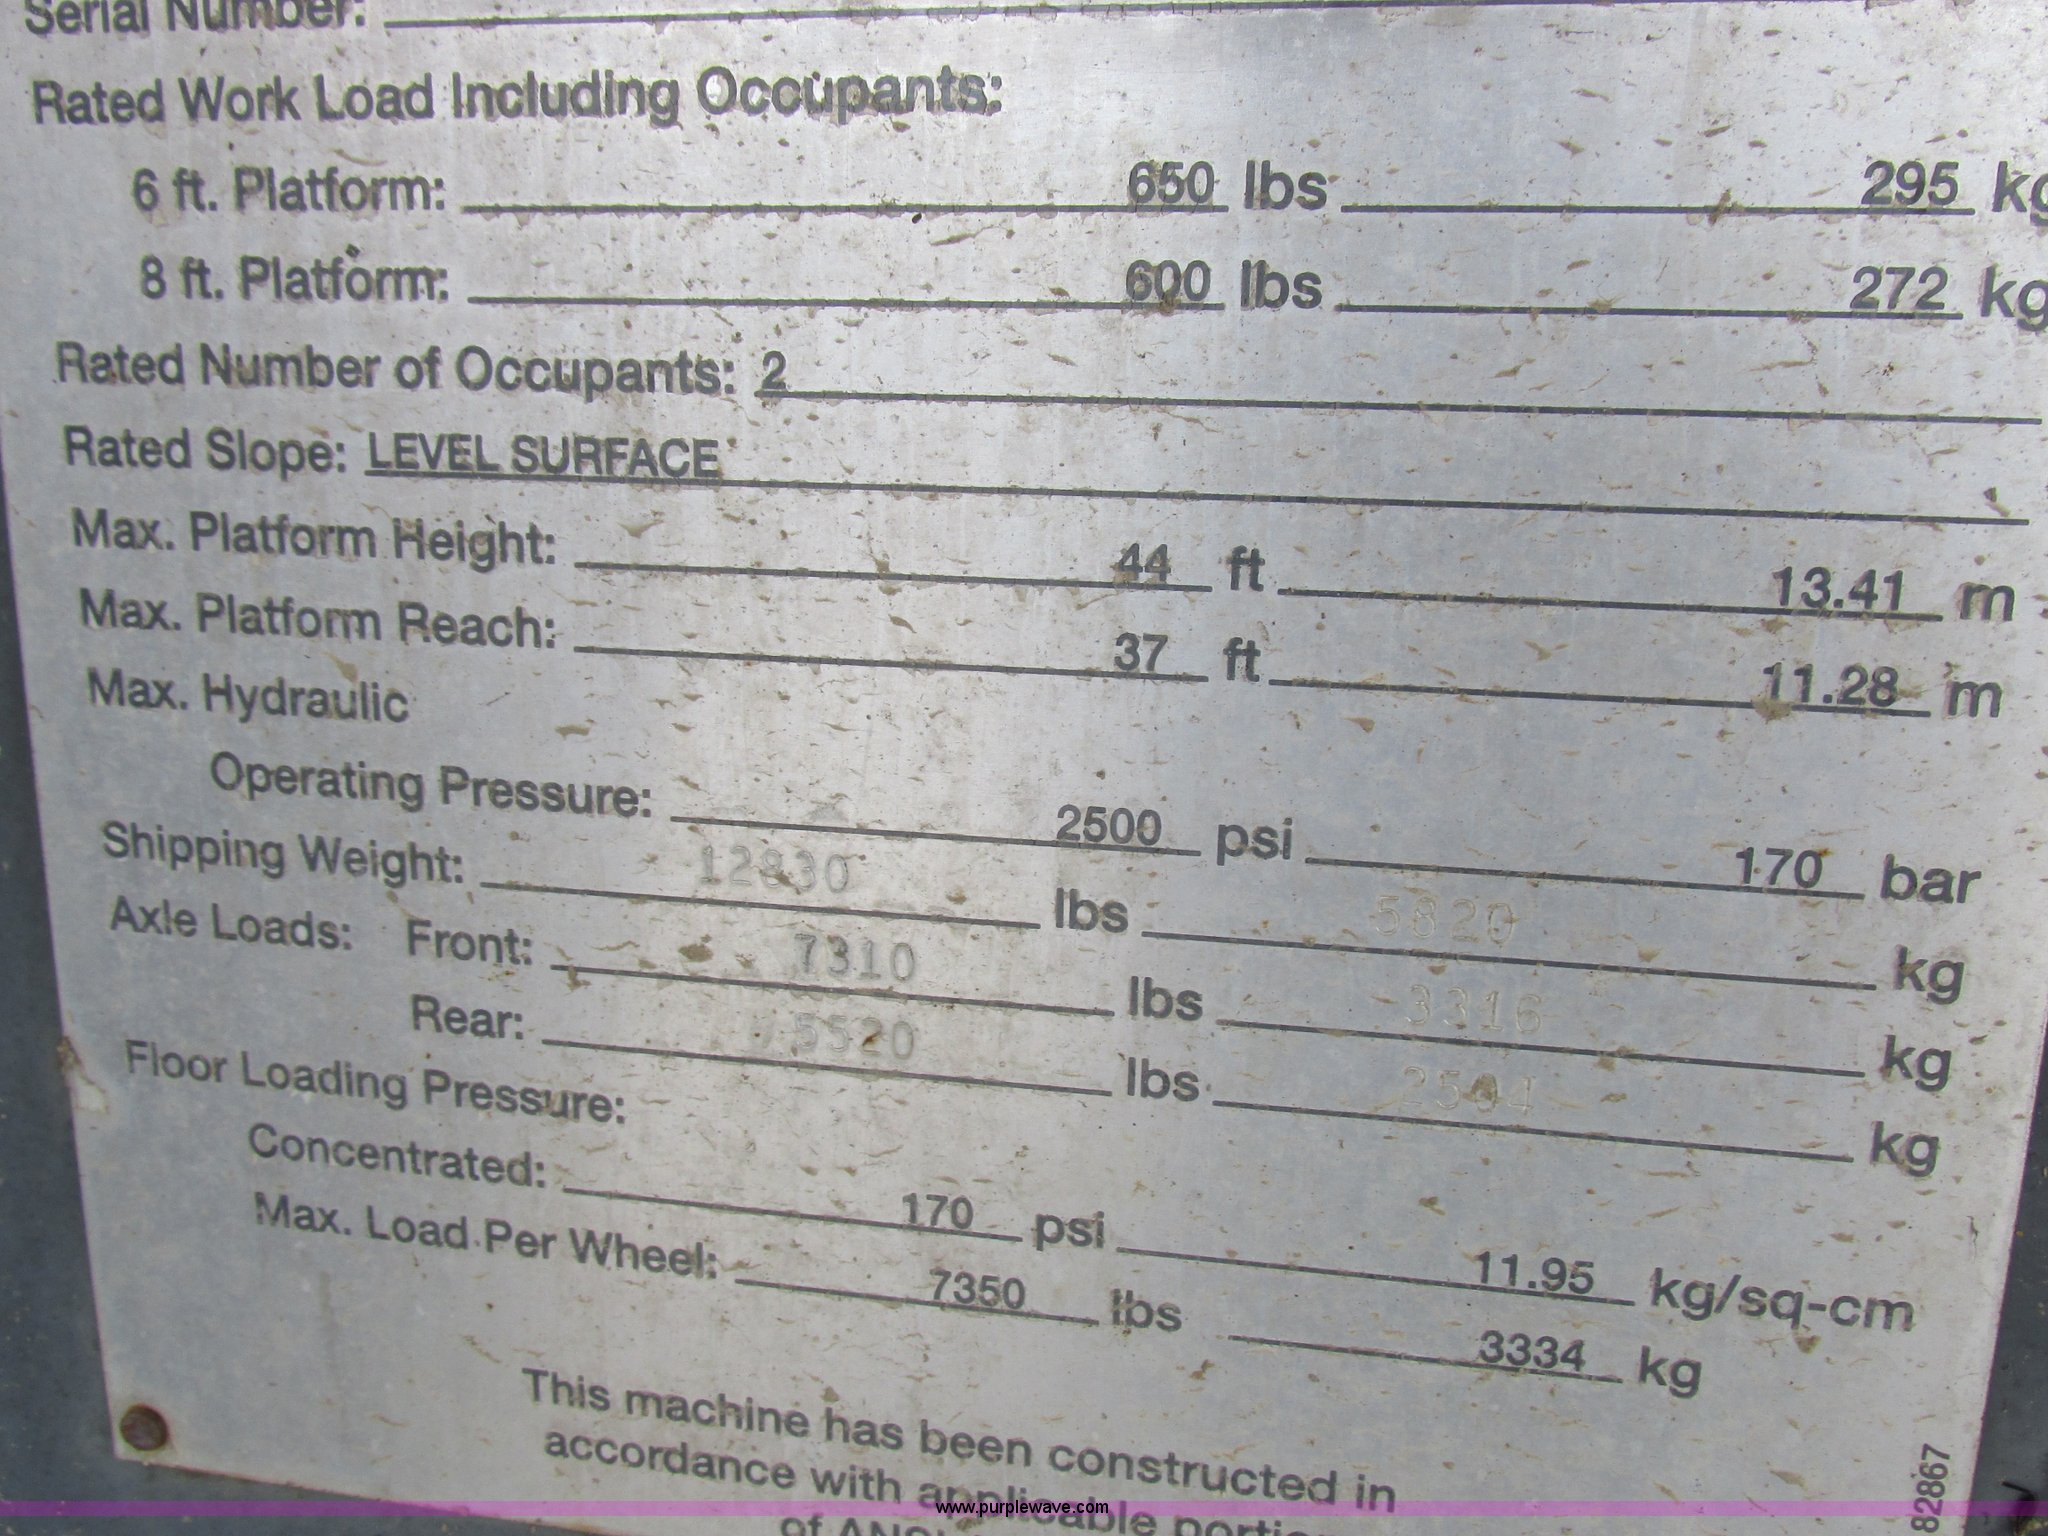 Serial Number:
Rated Work Load Including Occupants:
6 ft. Platform: 650 lbs 295 kg
8 ft. Platform: 600 lbs 272 kg
Rated Number of Occupants: 2
Rated Slope: LEVEL SURFACE
Max. Platform Height: 44 ft 13.41 m
Max. Platform Reach: 37 ft 11.28 m
Max. Hydraulic
Operating Pressure: 2500 psi 170 bar
Shipping Weight: 12830 lbs 5820 kg
Axle Loads: Front: 7310 lbs 3316 kg
Rear: 5520 lbs 2504 kg
Floor Loading Pressure:
Concentrated: 170 psi 11.95 kg/sq-cm
Max. Load Per Wheel: 7350 lbs 3334 kg
This machine has been constructed in
accordance with applicable
of
82867
www.purplewave.com